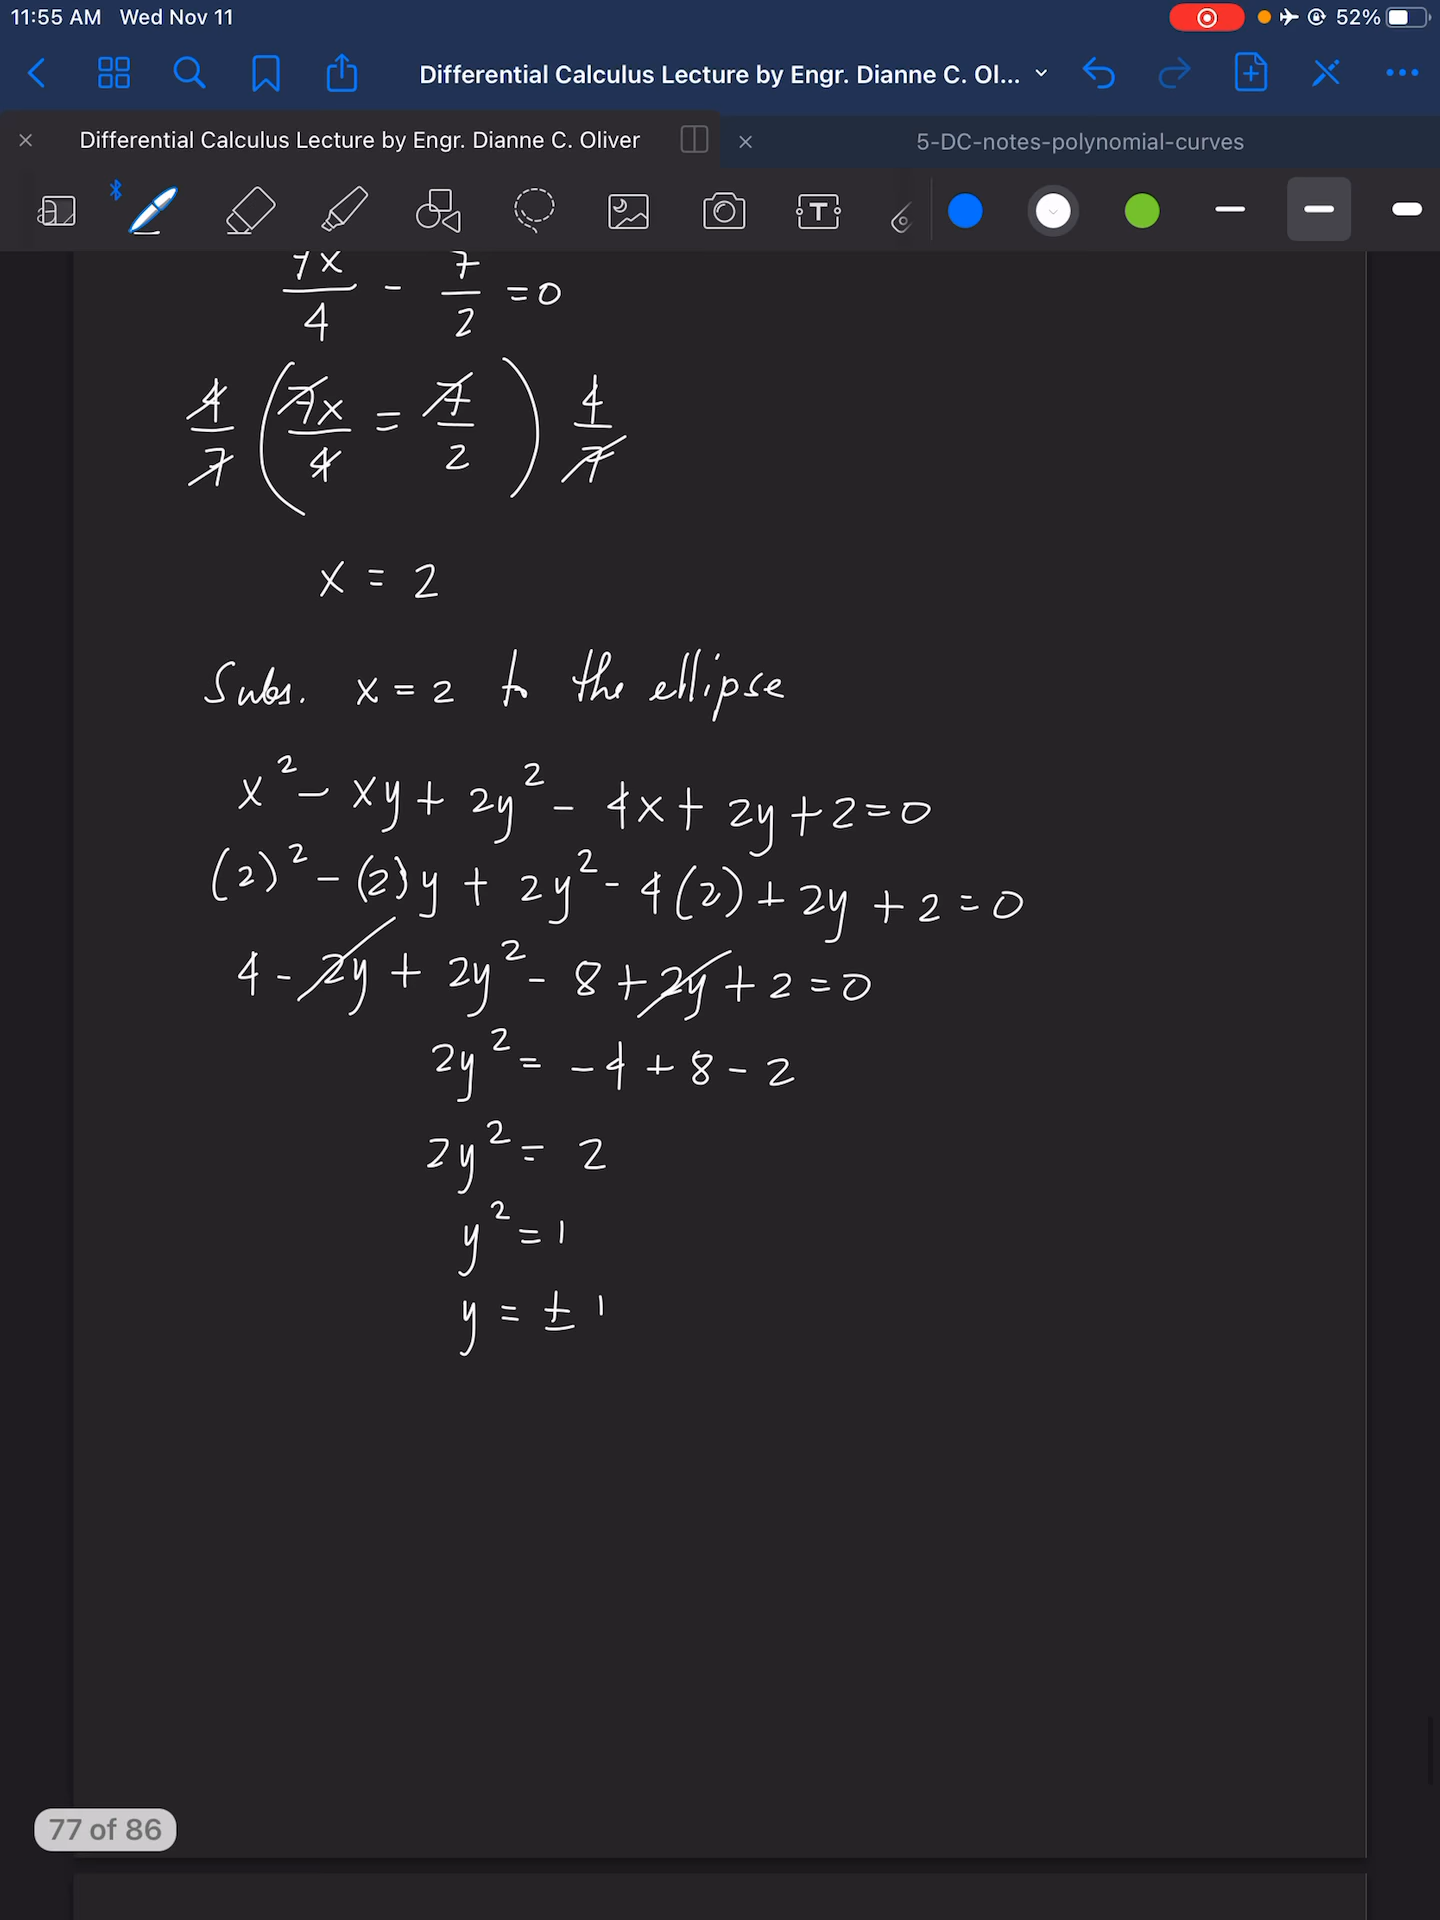 11:55 AM Wed Nov 11 52%
Differential Calculus Lecture by Engr. Dianne C. Ol...
Differential Calculus Lecture by Engr. Dianne C. Oliver
5-DC-notes-polynomial-curves
7x/4 - 7/2 = 0
4/7 (7x/4 = 7/2) 4/7
x = 2
Subs. x = 2 to the ellipse
x² - xy + 2y² - 4x + 2y + 2 = 0
(2)² - (2)y + 2y² - 4(2) + 2y + 2 = 0
4 - 2y + 2y² - 8 + 2y + 2 = 0
2y² = -4 + 8 - 2
2y² = 2
y² = 1
y = ± 1
77 of 86